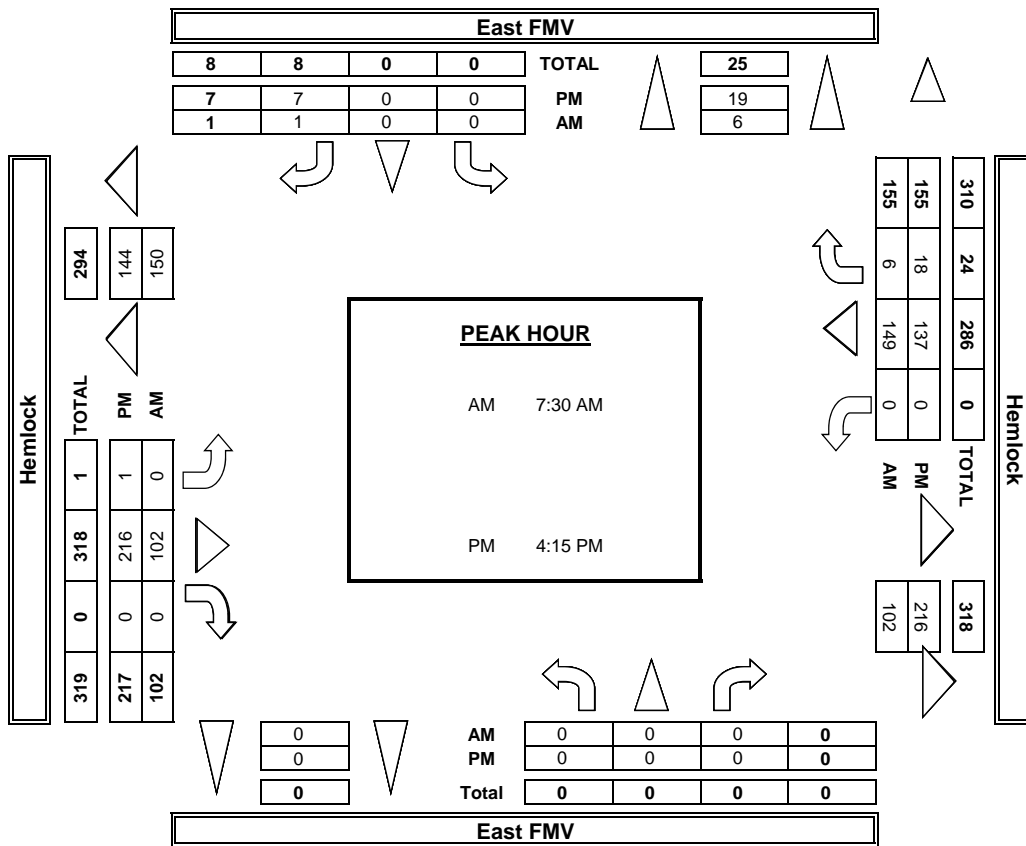 East FMV
8 8 0 0 TOTAL 25
7 7 0 0 PM 19
1 1 0 0 AM 6
Hemlock
294 144 150
TOTAL PM AM
1 1 0
318 216 102
0 0 0
319 217 102
PEAK HOUR
AM 7:30 AM
PM 4:15 PM
155 155 310
6 18 24
149 137 286
0 0 0
AM PM TOTAL
102 216 318
Hemlock
0 AM 0 0 0 0
0 PM 0 0 0 0
0 Total 0 0 0 0
East FMV